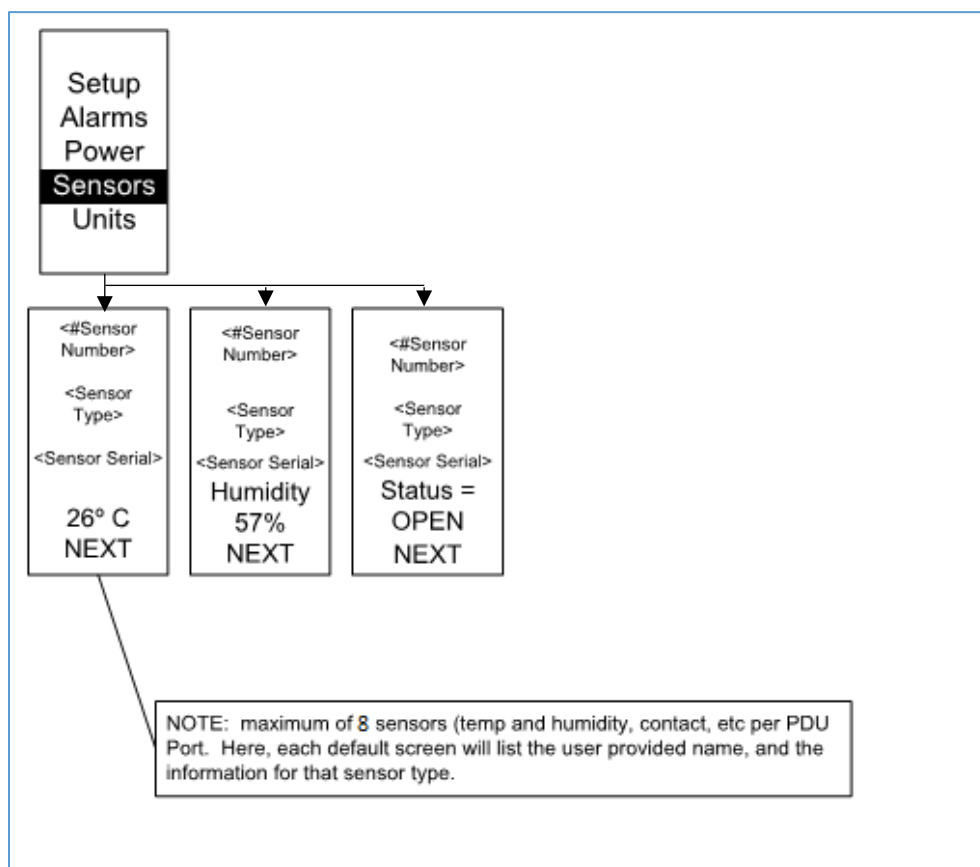 Setup
Alarms
Power
Sensors
Units
<#Sensor
Number>
<Sensor
Type>
<Sensor Serial>
26º C
NEXT
<#Sensor
Number>
<Sensor
Type>
<Sensor Serial>
Humidity
57%
NEXT
<#Sensor
Number>
<Sensor
Type>
<Sensor Serial>
Status =
OPEN
NEXT
NOTE:  maximum of 8 sensors (temp and humidity, contact, etc per PDU
Port.  Here, each default screen will list the user provided name, and the
information for that sensor type.